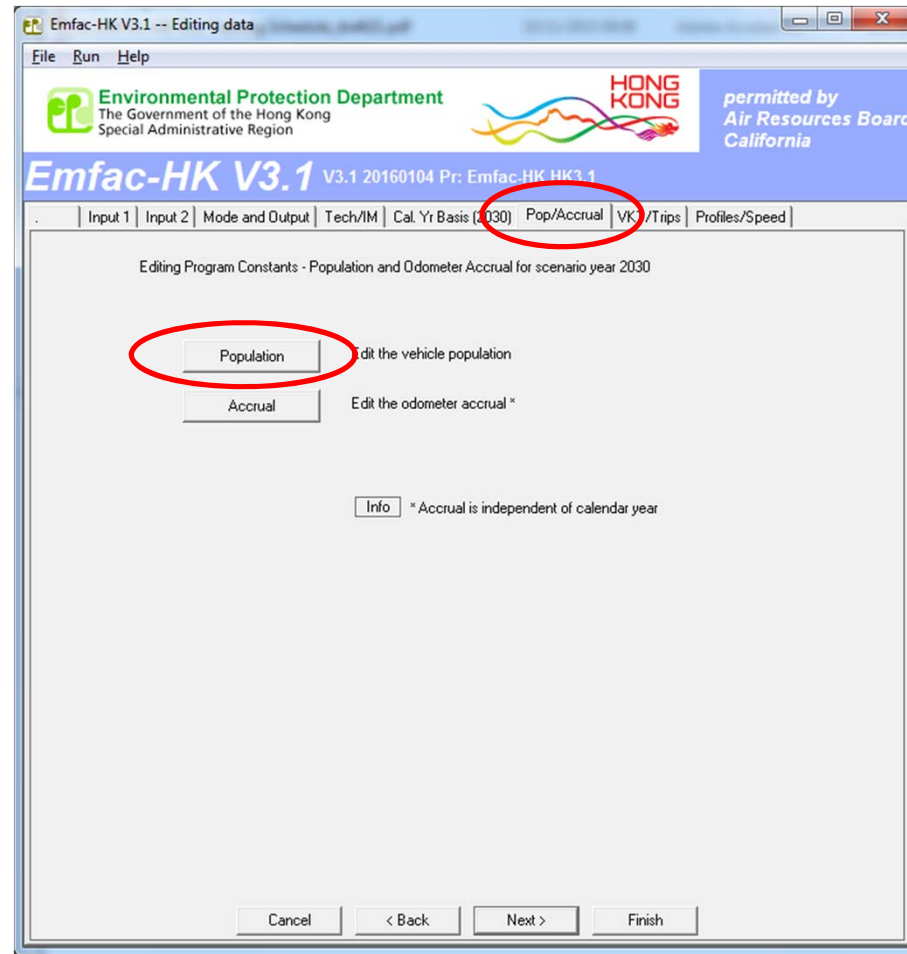 Emfac-HK V3.1 -- Editing data
File Run Help
Environmental Protection Department
The Government of the Hong Kong
Special Administrative Region
HONG
KONG
permitted by
Air Resources Board
California
Emfac-HK V3.1 V3.1 20160104 Pr: Emfac-HK HK3.1
. Input 1 Input 2 Mode and Output Tech/IM Cal. Yr Basis (2030) Pop/Accrual VKT/Trips Profiles/Speed
Editing Program Constants - Population and Odometer Accrual for scenario year 2030
Population Edit the vehicle population
Accrual Edit the odometer accrual *
Info * Accrual is independent of calendar year
Cancel < Back Next > Finish